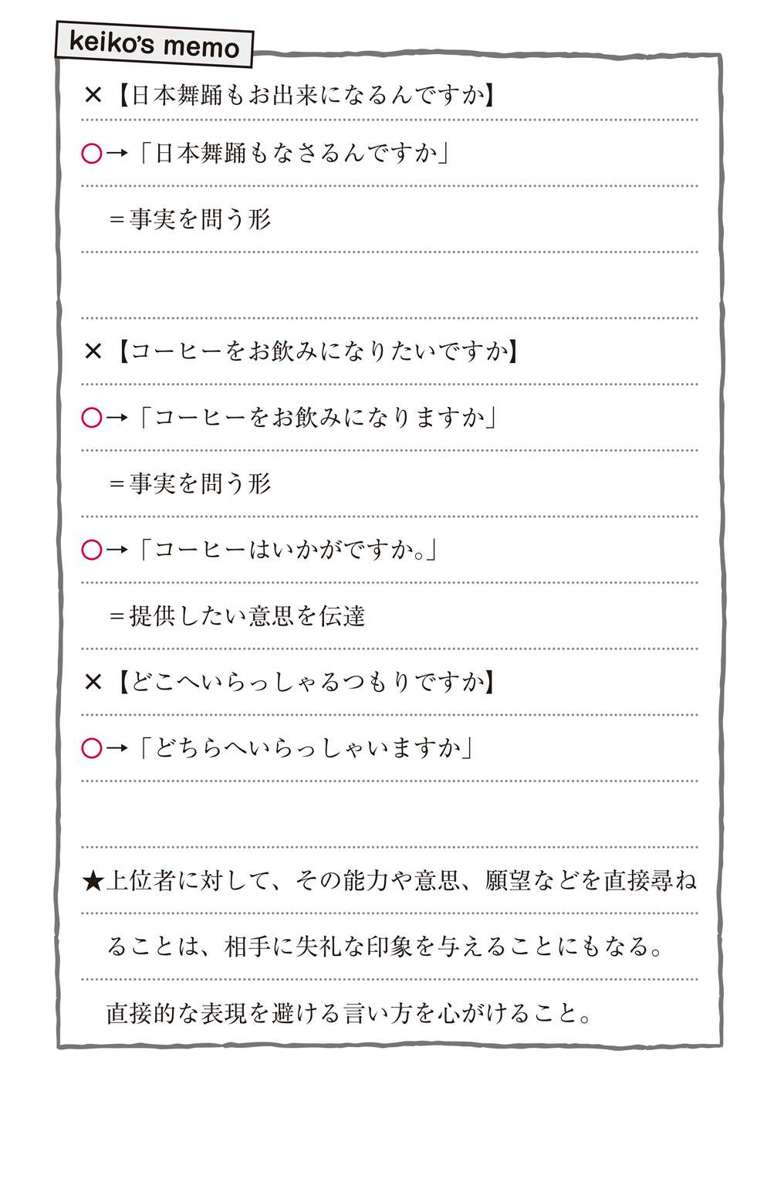 keiko's memo
×【日本舞踊もお出来になるんですか】
○→「日本舞踊もなさるんですか」
＝事実を問う形
×【コーヒーをお飲みになりたいですか】
○→「コーヒーをお飲みになりますか」
＝事実を問う形
○→「コーヒーはいかがですか。」
＝提供したい意思を伝達
×【どこへいらっしゃるつもりですか】
○→「どちらへいらっしゃいますか」
★上位者に対して、その能力や意思、願望などを直接尋ね
ることは、相手に失礼な印象を与えることにもなる。
直接的な表現を避ける言い方を心がけること。